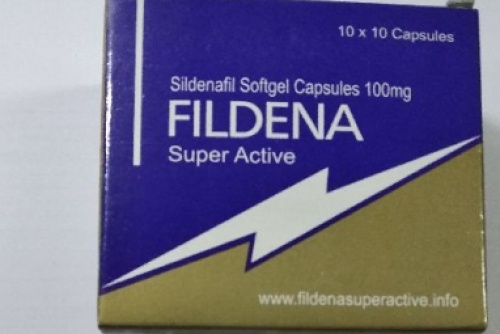 10 x 10 Capsules
Sildenafil Softgel Capsules 100mg
FILDENA
Super Active
www.fildenasuperactive.info